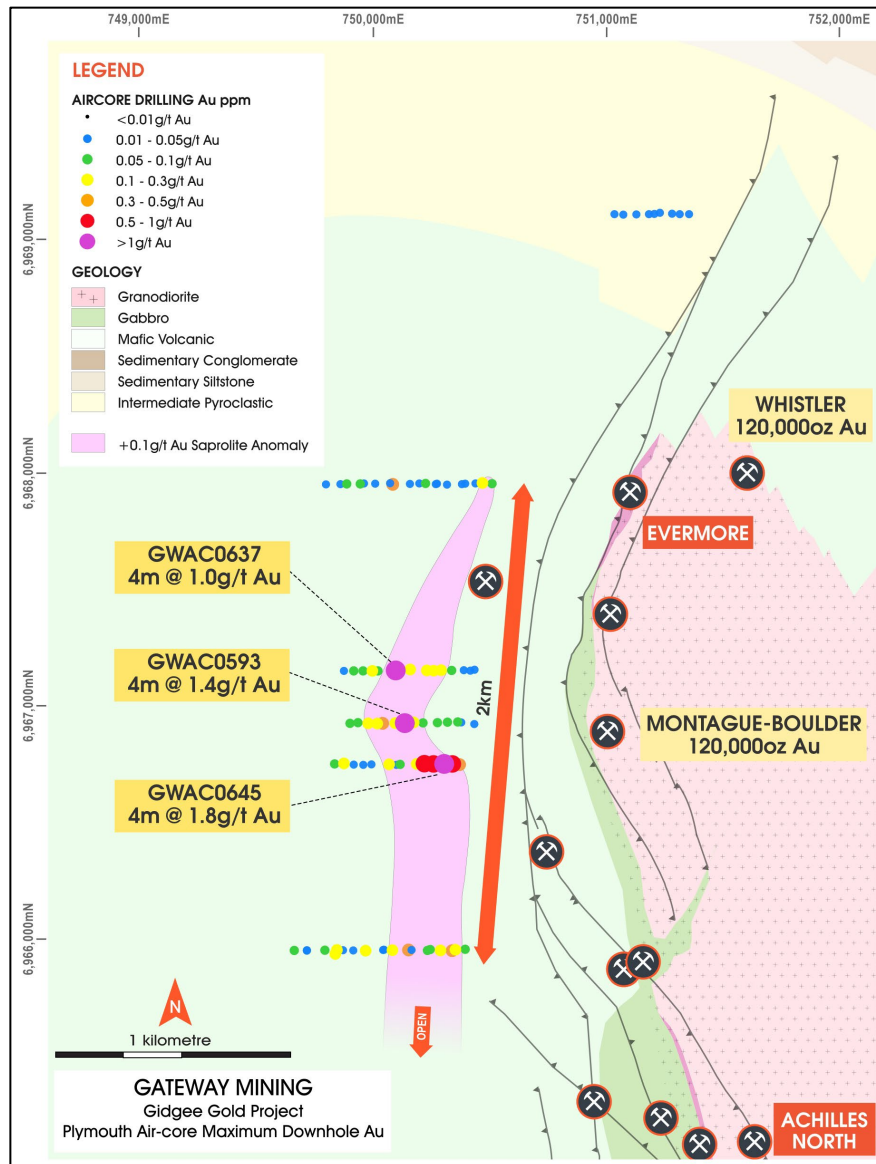 749,000mE
750,000mE
751,000mE
752,000mE
6,969,000mN
6,968,000mN
6,967,000mN
6,966,000mN
LEGEND
AIRCORE DRILLING Au ppm
<0.01g/t Au
0.01 - 0.05g/t Au
0.05 - 0.1g/t Au
0.1 - 0.3g/t Au
0.3 - 0.5g/t Au
0.5 - 1g/t Au
>1g/t Au
GEOLOGY
Granodiorite
Gabbro
Mafic Volcanic
Sedimentary Conglomerate
Sedimentary Siltstone
Intermediate Pyroclastic
+0.1g/t Au Saprolite Anomaly
WHISTLER
120,000oz Au
EVERMORE
GWAC0637
4m @ 1.0g/t Au
GWAC0593
4m @ 1.4g/t Au
2km
MONTAGUE-BOULDER
120,000oz Au
GWAC0645
4m @ 1.8g/t Au
N
OPEN
1 kilometre
GATEWAY MINING
Gidgee Gold Project
Plymouth Air-core Maximum Downhole Au
ACHILLES
NORTH